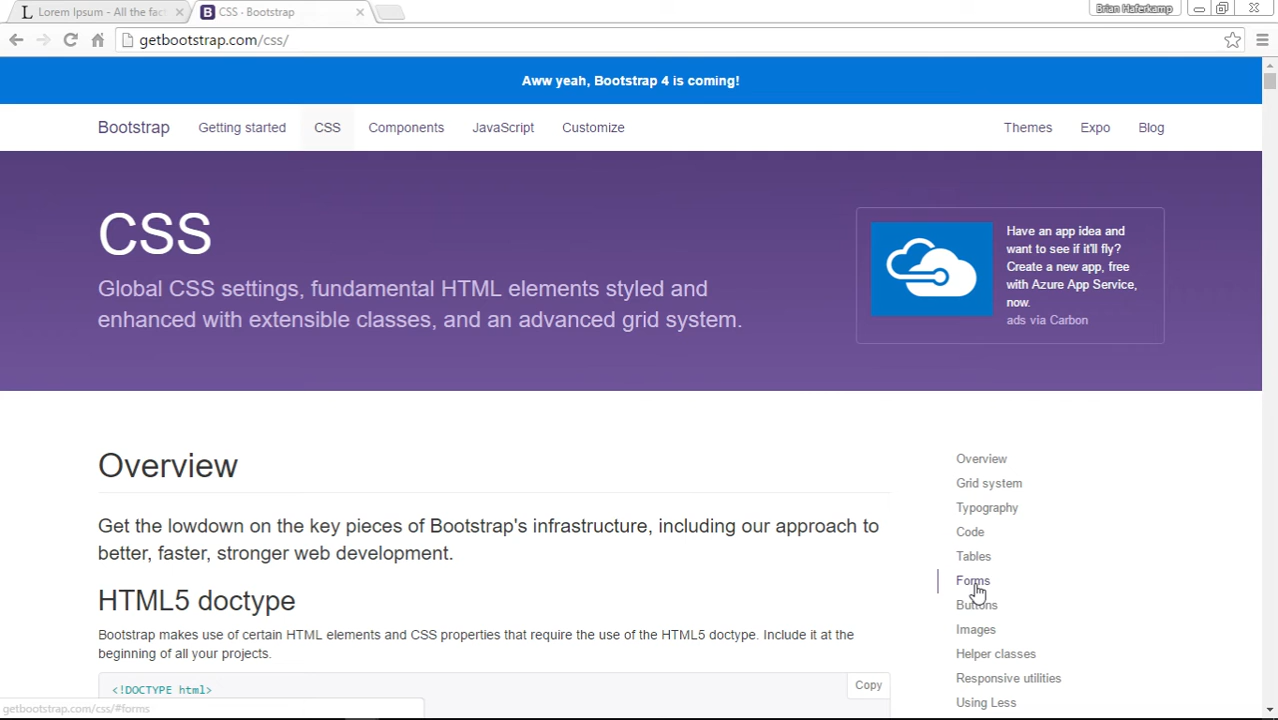 Lorem Ipsum - All the fac
CSS · Bootstrap
Brian Haferkamp
getbootstrap.com/css/
Aww yeah, Bootstrap 4 is coming!
Bootstrap Getting started CSS Components JavaScript Customize Themes Expo Blog
CSS
Global CSS settings, fundamental HTML elements styled and
enhanced with extensible classes, and an advanced grid system.
Have an app idea and
want to see if it'll fly?
Create a new app, free
with Azure App Service,
now.
ads via Carbon
Overview
Get the lowdown on the key pieces of Bootstrap's infrastructure, including our approach to
better, faster, stronger web development.
HTML5 doctype
Bootstrap makes use of certain HTML elements and CSS properties that require the use of the HTML5 doctype. Include it at the
beginning of all your projects.
<!DOCTYPE html>
Copy
Overview
Grid system
Typography
Code
Tables
Forms
Buttons
Images
Helper classes
Responsive utilities
Using Less
getbootstrap.com/css/#forms